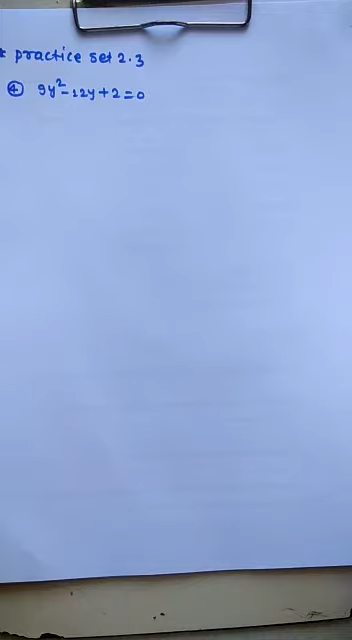 * practice set 2.3
④ 9y²-12y+2=0